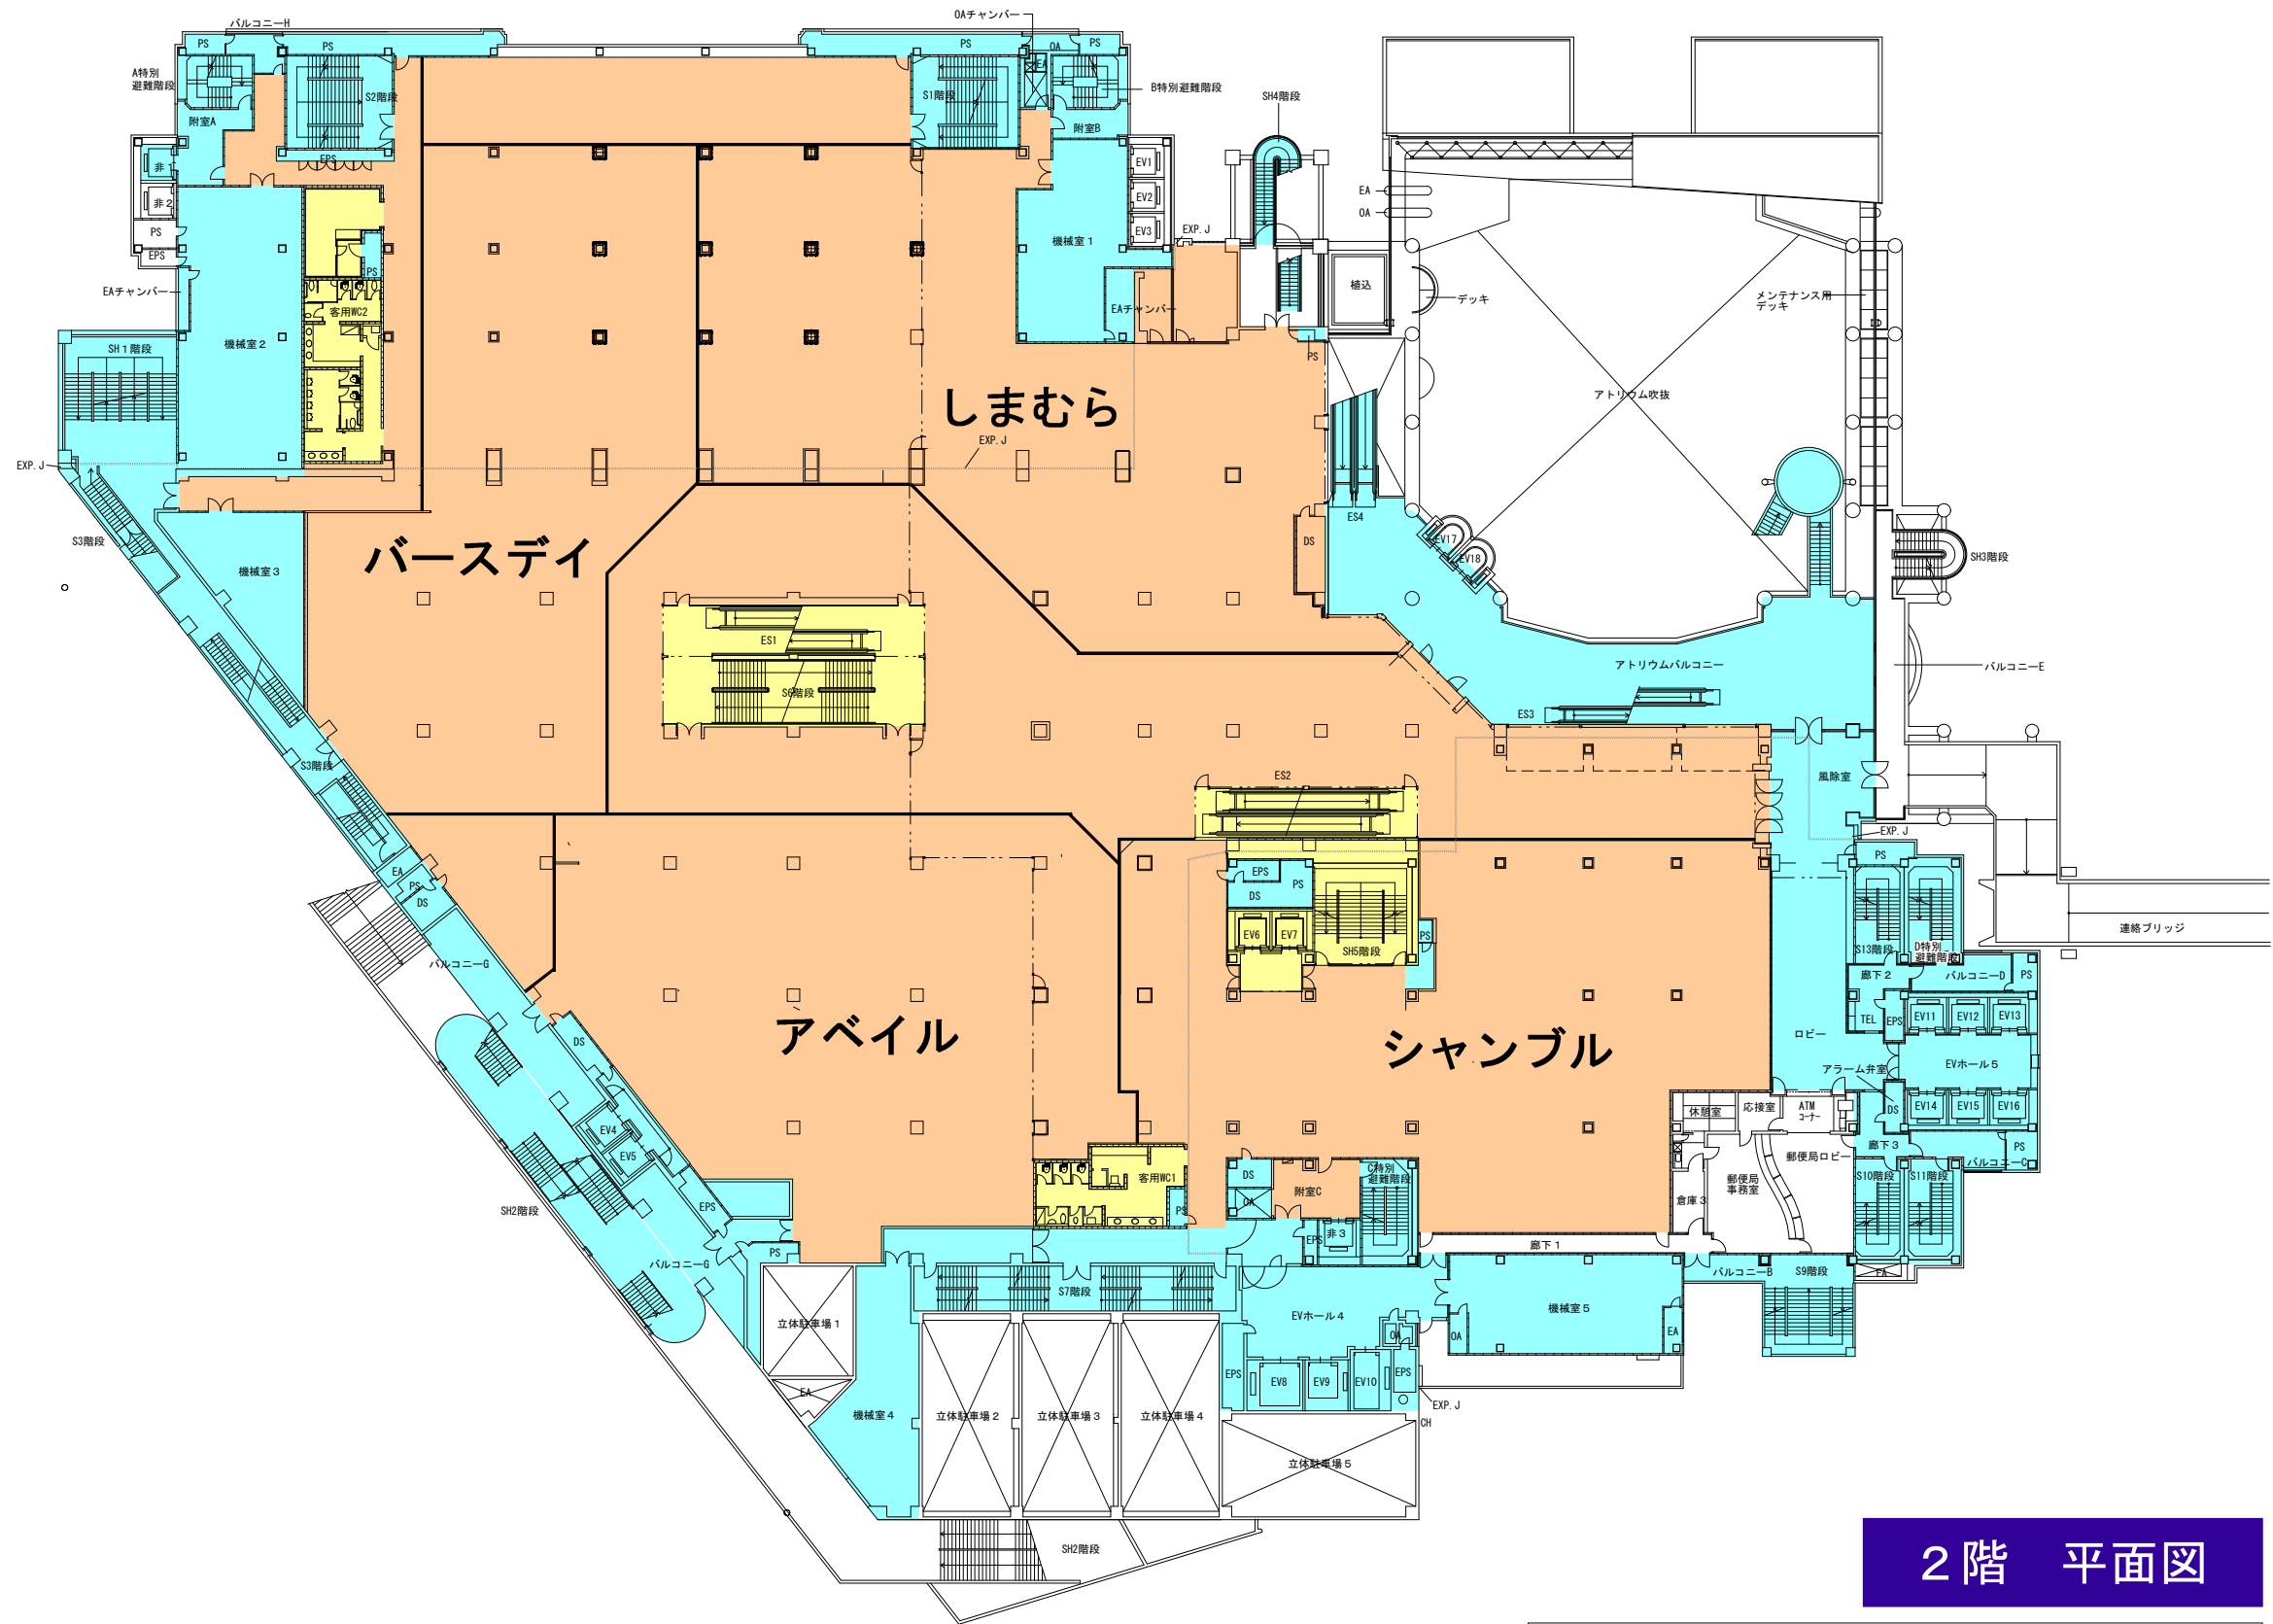 バルコニーH
OAチャンバー
PS
PS
PS
OA
PS
A特別
避難階段
EA
S2階段
S1階段
B特別避難階段
SH4階段
附室A
附室B
EPS
非1
EV1
非2
EV2
EA
OA
PS
EV3
EXP.J
機械室1
EPS
PS
植込
EAチャンバー
デッキ
メンテナンス用
デッキ
EAチャンバー
客用WC2
機械室2
SH1階段
PS
アトリウム吹抜
しまむら
EXP.J
EXP.J
ES4
S3階段
DS
EV17
EV18
SH3階段
バースデイ
機械室3
ES1
アトリウムバルコニー
バルコニーE
S6階段
ES3
S3階段
ES2
風除室
EXP.J
PS
EA
PS
DS
EPS
PS
DS
EV6
EV7
SH5階段
PS
連絡ブリッジ
S13階段
D特別
避難階段
バルコニーG
廊下2
バルコニーD
PS
TEL
EPS
EV11
EV12
EV13
アベイル
シャンブル
ロビー
DS
EVホール5
アラーム弁室
EV4
EV5
休憩室
応接室
ATM
コーナー
DS
EV14
EV15
EV16
廊下3
PS
郵便局ロビー
バルコニーC
客用WC1
DS
C特別
避難階段
S10階段
S11階段
郵便局
事務室
倉庫3
附室C
OA
EPS
PS
SH2階段
EPS
非3
廊下1
PS
バルコニーG
バルコニーB
S9階段
EA
S7階段
機械室5
EVホール4
立体駐車場1
OA
OA
EA
EPS
EV8
EV9
EV10
EPS
EA
EXP.J
CH
機械室4
立体駐車場2
立体駐車場3
立体駐車場4
立体駐車場5
SH2階段
2階 平面図